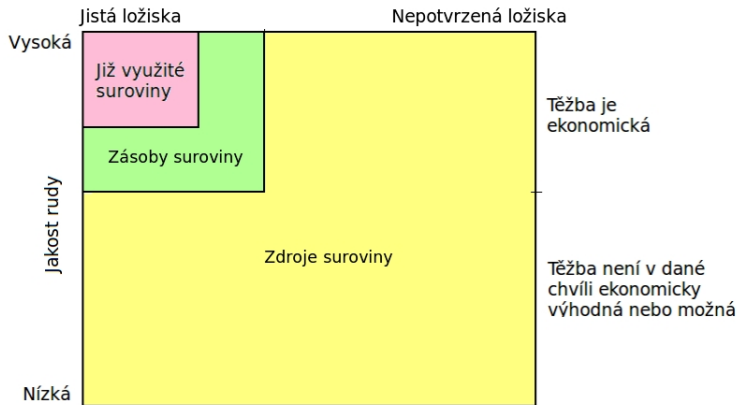 Jistá ložiska
Nepotvrzená ložiska
Vysoká
Již využité
suroviny
Těžba je
ekonomická
Zásoby suroviny
Jakost rudy
Zdroje suroviny
Těžba není v dané
chvíli ekonomicky
výhodná nebo možná
Nízká